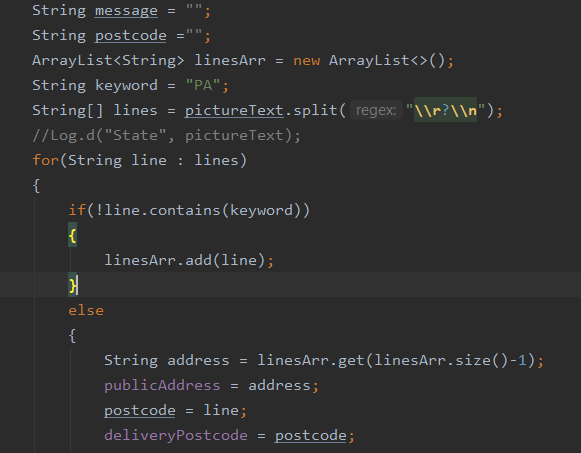 String message = "";
String postcode ="";
ArrayList<String> linesArr = new ArrayList<>();
String keyword = "PA";
String[] lines = pictureText.split( regex: "\\r?\\n");
//Log.d("State", pictureText);
for(String line : lines)
{
if(!line.contains(keyword))
{
linesArr.add(line);
}
else
{
String address = linesArr.get(linesArr.size()-1);
publicAddress = address;
postcode = line;
deliveryPostcode = postcode;